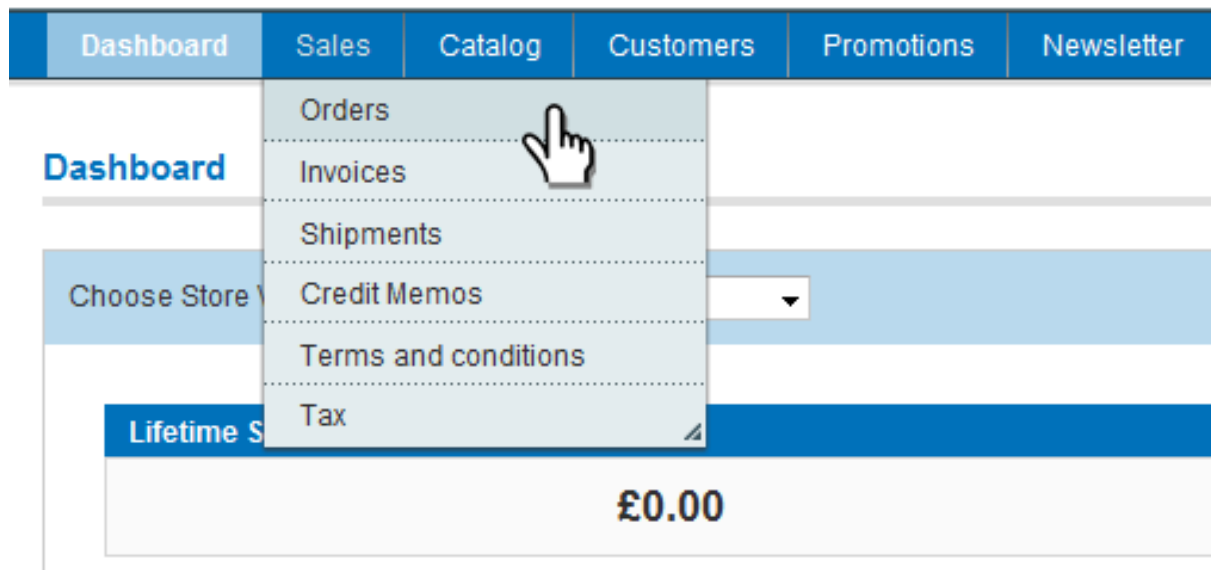 Dashboard Sales Catalog Customers Promotions Newsletter
Orders
Dashboard
Invoices
Shipments
Choose Store
Credit Memos
Terms and conditions
Tax
Lifetime
£0.00